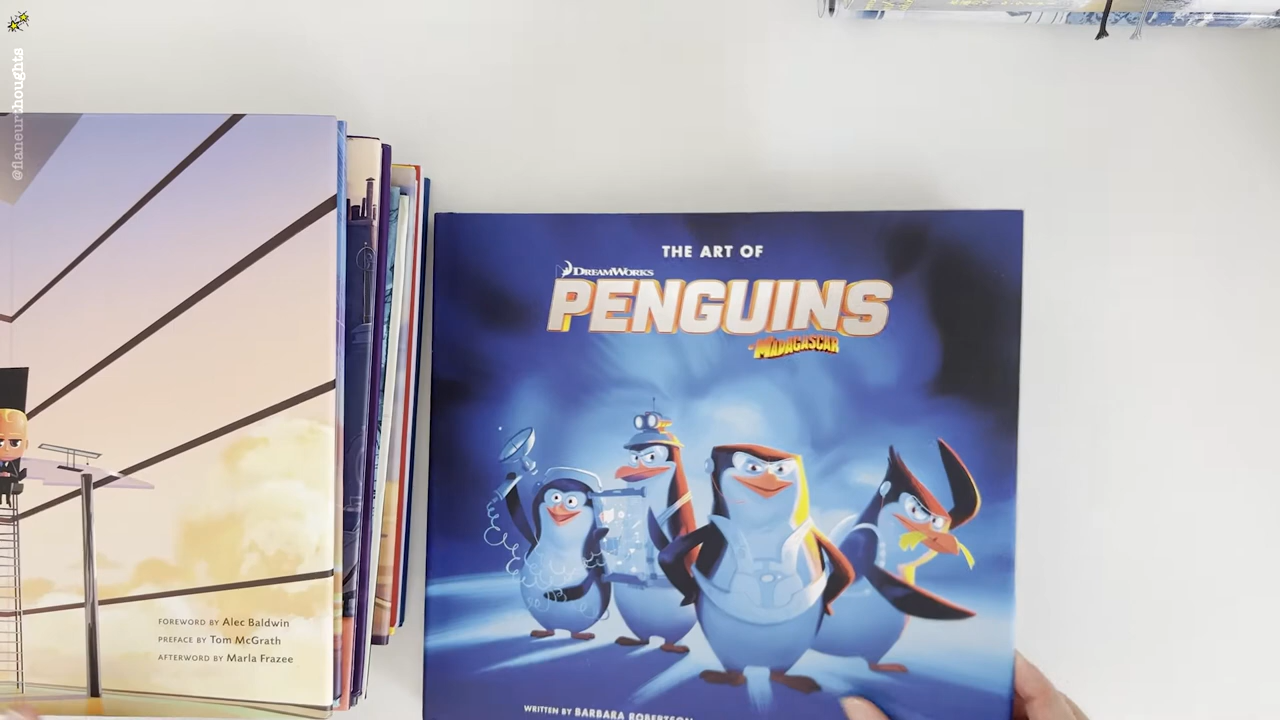 @flaneurthoughts
THE ART OF
DREAMWORKS
PENGUINS
MADAGASCAR
WRITTEN BY BARBARA ROBERTSON
FOREWORD BY Alec Baldwin
PREFACE BY Tom McGrath
AFTERWORD BY Marla Frazee